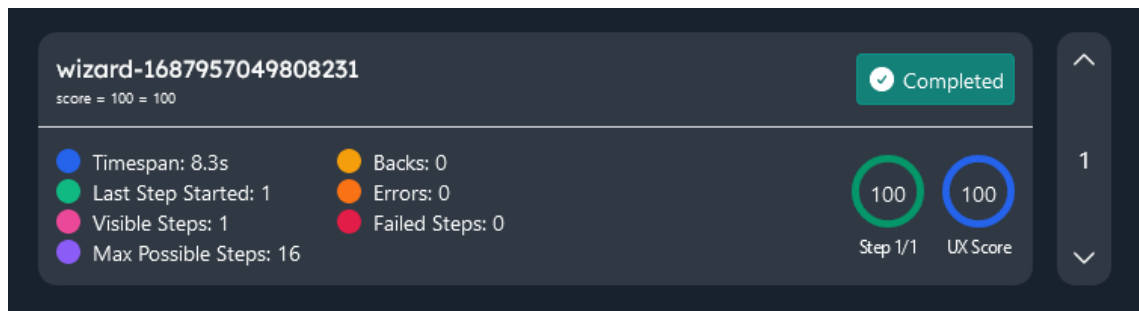 wizard-1687957049808231
score = 100 = 100
Completed
Timespan: 8.3s
Last Step Started: 1
Visible Steps: 1
Max Possible Steps: 16
Backs: 0
Errors: 0
Failed Steps: 0
100
Step 1/1
100
UX Score
1